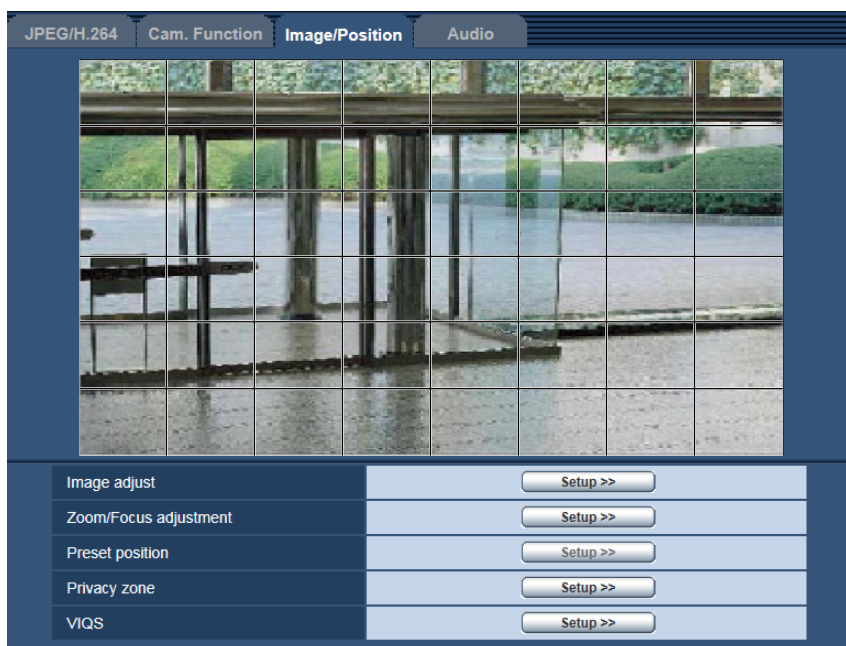 JPEG/H.264 Cam. Function Image/Position Audio
Image adjust Setup >>
Zoom/Focus adjustment Setup >>
Preset position Setup >>
Privacy zone Setup >>
VIQS Setup >>